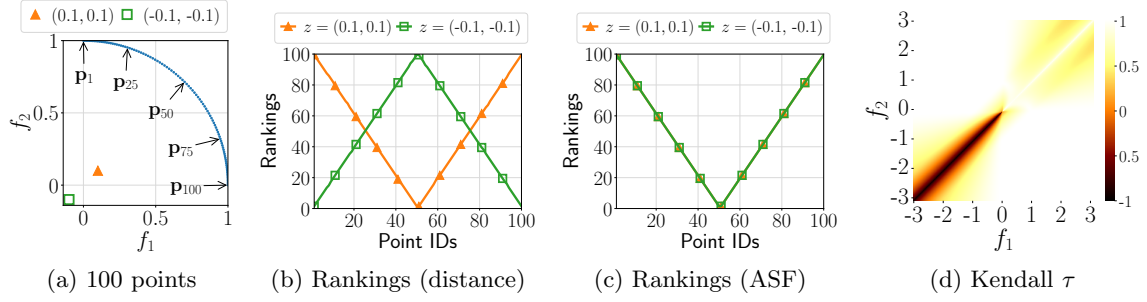 (0.1, 0.1) (-0.1, -0.1)
1
0.5
0
0 0.5 1
f2
f1
p1
p25
p50
p75
p100
(a) 100 points
z = (0.1, 0.1) z = (-0.1, -0.1)
100
80
60
40
20
0
20 40 60 80 100
Rankings
Point IDs
(b) Rankings (distance)
z = (0.1, 0.1) z = (-0.1, -0.1)
100
80
60
40
20
0
20 40 60 80 100
Rankings
Point IDs
(c) Rankings (ASF)
3
2
1
0
-1
-2
-3
-3 -2 -1 0 1 2 3
f2
f1
1
0.5
0
-0.5
-1
(d) Kendall τ